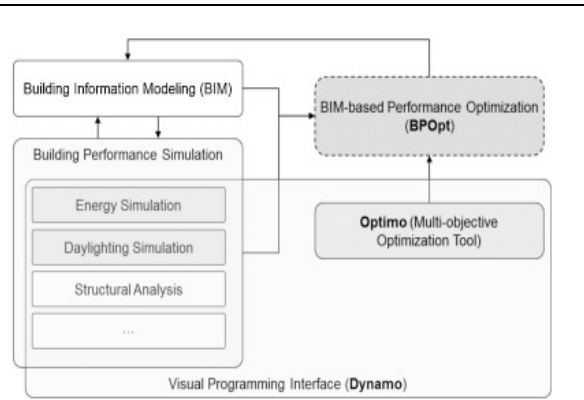 Building Information Modeling (BIM)
BIM-based Performance Optimization
(BPOpt)
Building Performance Simulation
Energy Simulation
Daylighting Simulation
Structural Analysis
...
Optimo (Multi-objective
Optimization Tool)
Visual Programming Interface (Dynamo)